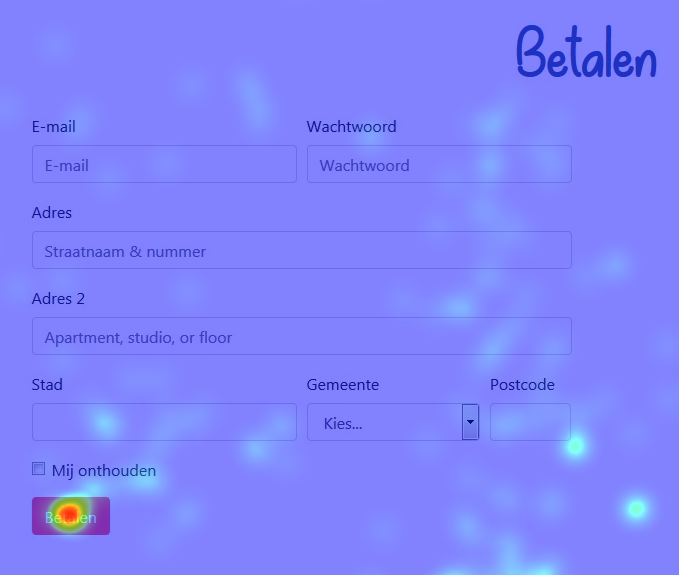 Betalen
E-mail Wachtwoord
E-mail Wachtwoord
Adres
Straatnaam & nummer
Adres 2
Apartment, studio, or floor
Stad Gemeente Postcode
Kies...
Mij onthouden
Betalen